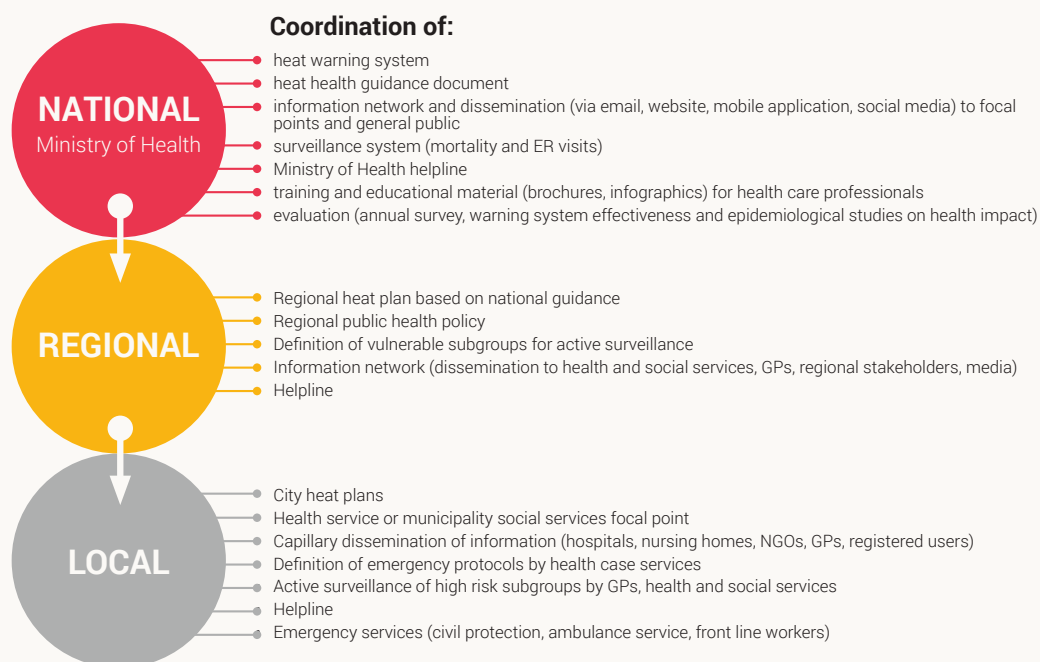 Coordination of:
NATIONAL
Ministry of Health
heat warning system
heat health guidance document
information network and dissemination (via email, website, mobile application, social media) to focal
points and general public
surveillance system (mortality and ER visits)
Ministry of Health helpline
training and educational material (brochures, infographics) for health care professionals
evaluation (annual survey, warning system effectiveness and epidemiological studies on health impact)
REGIONAL
Regional heat plan based on national guidance
Regional public health policy
Definition of vulnerable subgroups for active surveillance
Information network (dissemination to health and social services, GPs, regional stakeholders, media)
Helpline
LOCAL
City heat plans
Health service or municipality social services focal point
Capillary dissemination of information (hospitals, nursing homes, NGOs, GPs, registered users)
Definition of emergency protocols by health case services
Active surveillance of high risk subgroups by GPs, health and social services
Helpline
Emergency services (civil protection, ambulance service, front line workers)